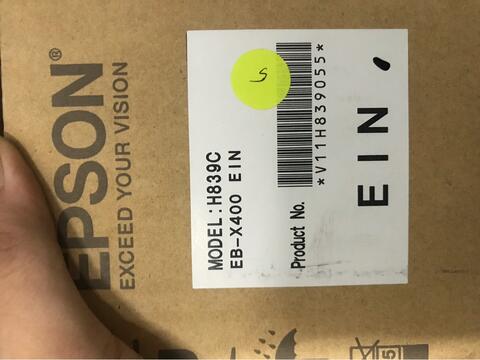 EPSON®
EXCEED YOUR VISION
MODEL:H839C
EB-X400 EIN
Product No.
*V11H839055*
EIN
5